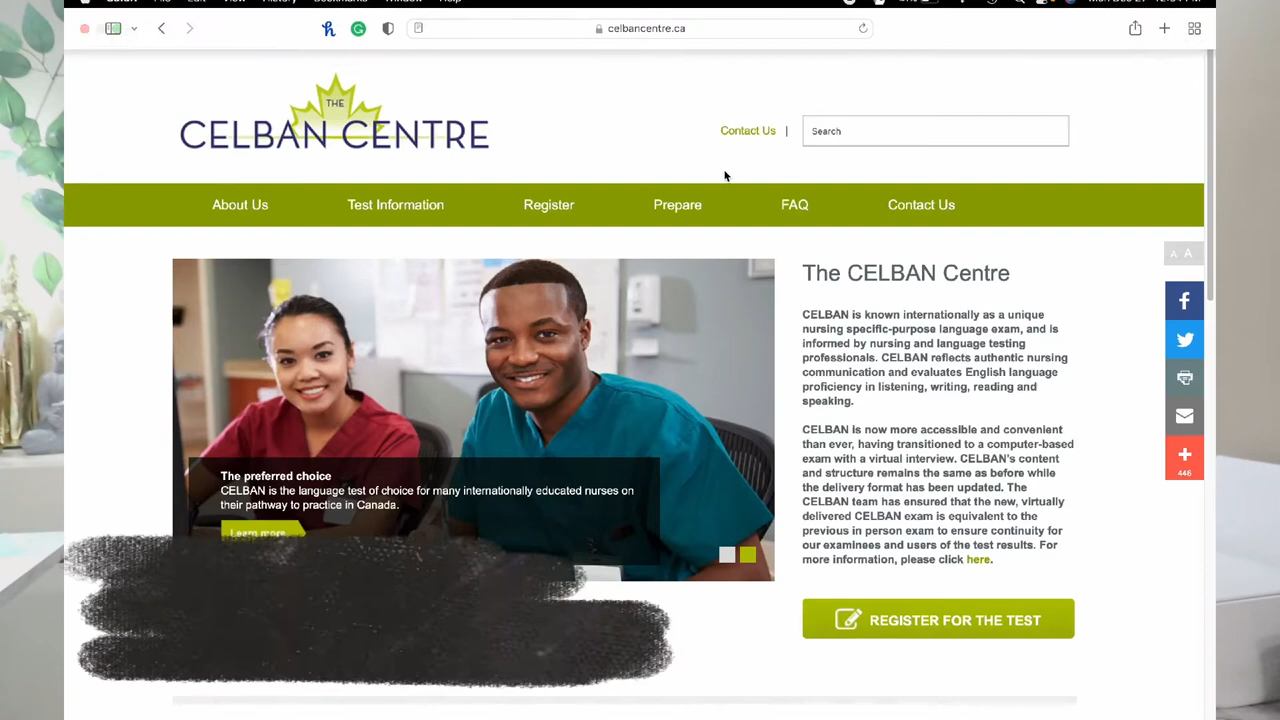 celbancentre.ca
THE
CELBAN CENTRE
Contact Us |
Search
About Us
Test Information
Register
Prepare
FAQ
Contact Us
A A
The CELBAN Centre
CELBAN is known internationally as a unique
nursing specific-purpose language exam, and is
informed by nursing and language testing
professionals. CELBAN reflects authentic nursing
communication and evaluates English language
proficiency in listening, writing, reading and
speaking.
CELBAN is now more accessible and convenient
than ever, having transitioned to a computer-based
exam with a virtual interview. CELBAN's content
and structure remains the same as before while
the delivery format has been updated. The
CELBAN team has ensured that the new, virtually
delivered CELBAN exam is equivalent to the
previous in person exam to ensure continuity for
our examinees and users of the test results. For
more information, please click here.
The preferred choice
CELBAN is the language test of choice for many internationally educated nurses on
their pathway to practice in Canada.
Learn more
446
REGISTER FOR THE TEST